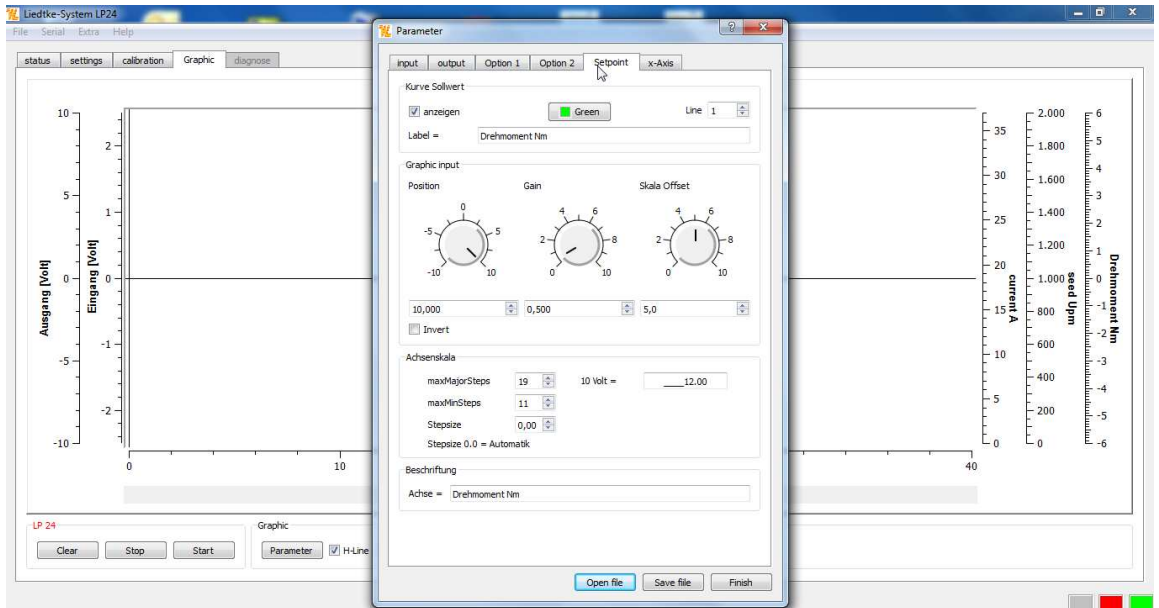 Liedtke-System LP24
File Serial Extra Help
status settings calibration Graphic diagnose
Ausgang [Volt]
10
5
0
-5
-10
Eingang [Volt]
2
1
0
-1
-2
0 10 40
Parameter
input output Option 1 Option 2 Setpoint x-Axis
Kurve Sollwert
anzeigen Green Line 1
Label = Drehmoment Nm
Graphic input
Position Gain Skala Offset
-10 -5 0 5 10
0 2 4 6 8 10
0 2 4 6 8 10
10,000 0,500 5,0
Invert
Achsenskala
maxMajorSteps 19 10 Volt = ____12.00
maxMinSteps 11
Stepsize 0,00
Stepsize 0.0 = Automatik
Beschriftung
Achse = Drehmoment Nm
Open file Save fiile Finish
35
30
25
20
15
10
5
0
current A
2.000
1.800
1.600
1.400
1.200
1.000
800
600
400
200
0
seed Upm
6
5
4
3
2
1
0
-1
-2
-3
-4
-5
-6
Drehmoment Nm
LP 24
Clear Stop Start
Graphic
Parameter H-Line